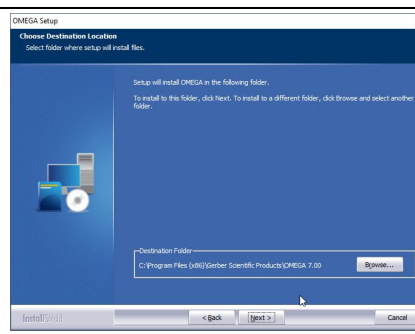 OMEGA Setup
Choose Destination Location
Select folder where setup will install files.
Setup will install OMEGA in the following folder.
To install to this folder, click Next. To install to a different folder, click Browse and select another
folder.
Destination Folder
C:\Program Files (x86)\Gerber Scientific Products\OMEGA 7.00
Browse...
InstallShield
< Back
Next >
Cancel